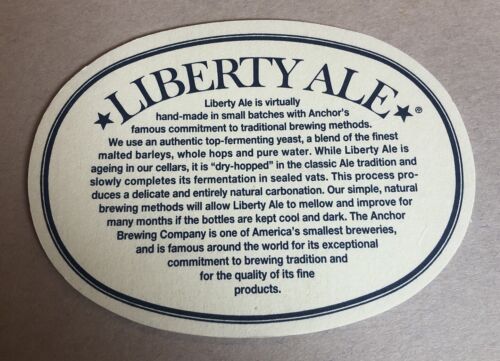 ★LIBERTY ALE★®
Liberty Ale is virtually
hand-made in small batches with Anchor's
famous commitment to traditional brewing methods.
We use an authentic top-fermenting yeast, a blend of the finest
malted barleys, whole hops and pure water. While Liberty Ale is
ageing in our cellars, it is "dry-hopped" in the classic Ale tradition and
slowly completes its fermentation in sealed vats. This process pro-
duces a delicate and entirely natural carbonation. Our simple, natural
brewing methods will allow Liberty Ale to mellow and improve for
many months if the bottles are kept cool and dark. The Anchor
Brewing Company is one of America's smallest breweries,
and is famous around the world for its exceptional
commitment to brewing tradition and
for the quality of its fine
products.